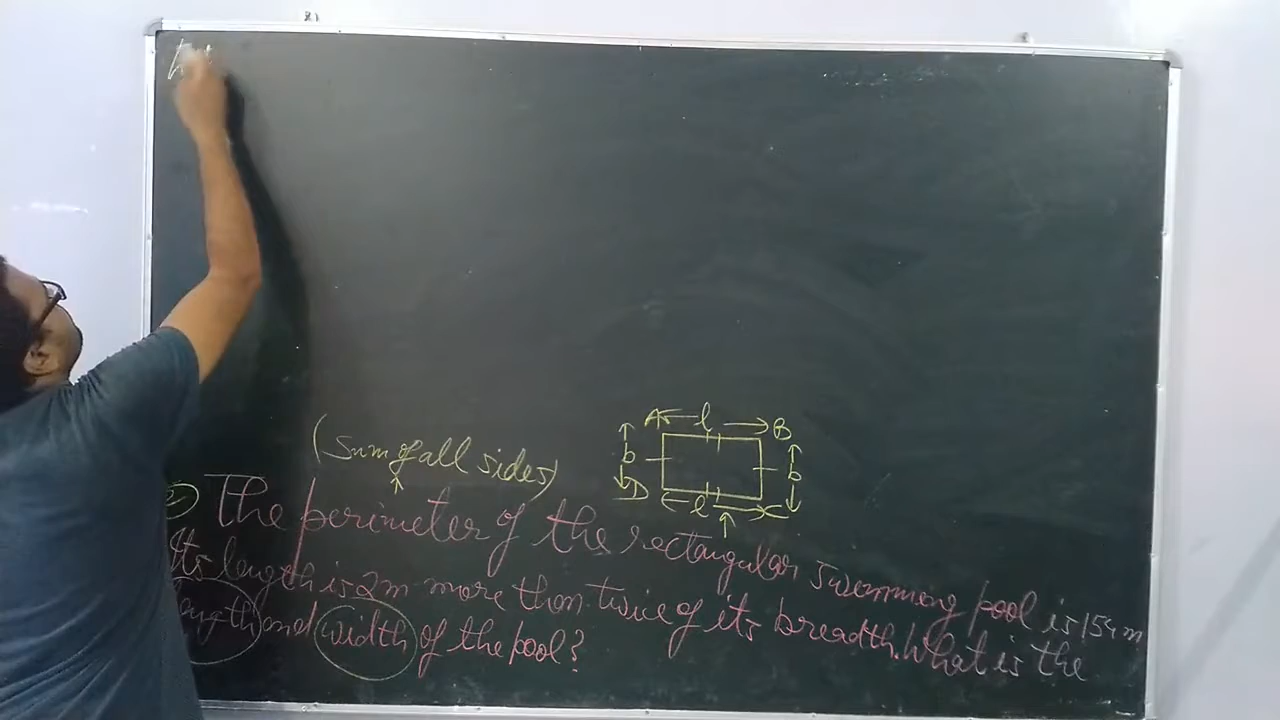 A l B
b b
D l C
(Sum of all sides)
The perimeter of the rectangular swimming pool is 154m
Its length is 2m more than twice of its breadth. What is the
length and width of the pool?